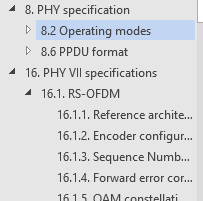 8. PHY specification
8.2 Operating modes
8.6 PPDU format
16. PHY VII specifications
16.1. RS-OFDM
16.1.1. Reference archite...
16.1.2. Encoder configur...
16.1.3. Sequence Numb...
16.1.4. Forward error cor...
16.1.5. QAM constellati...